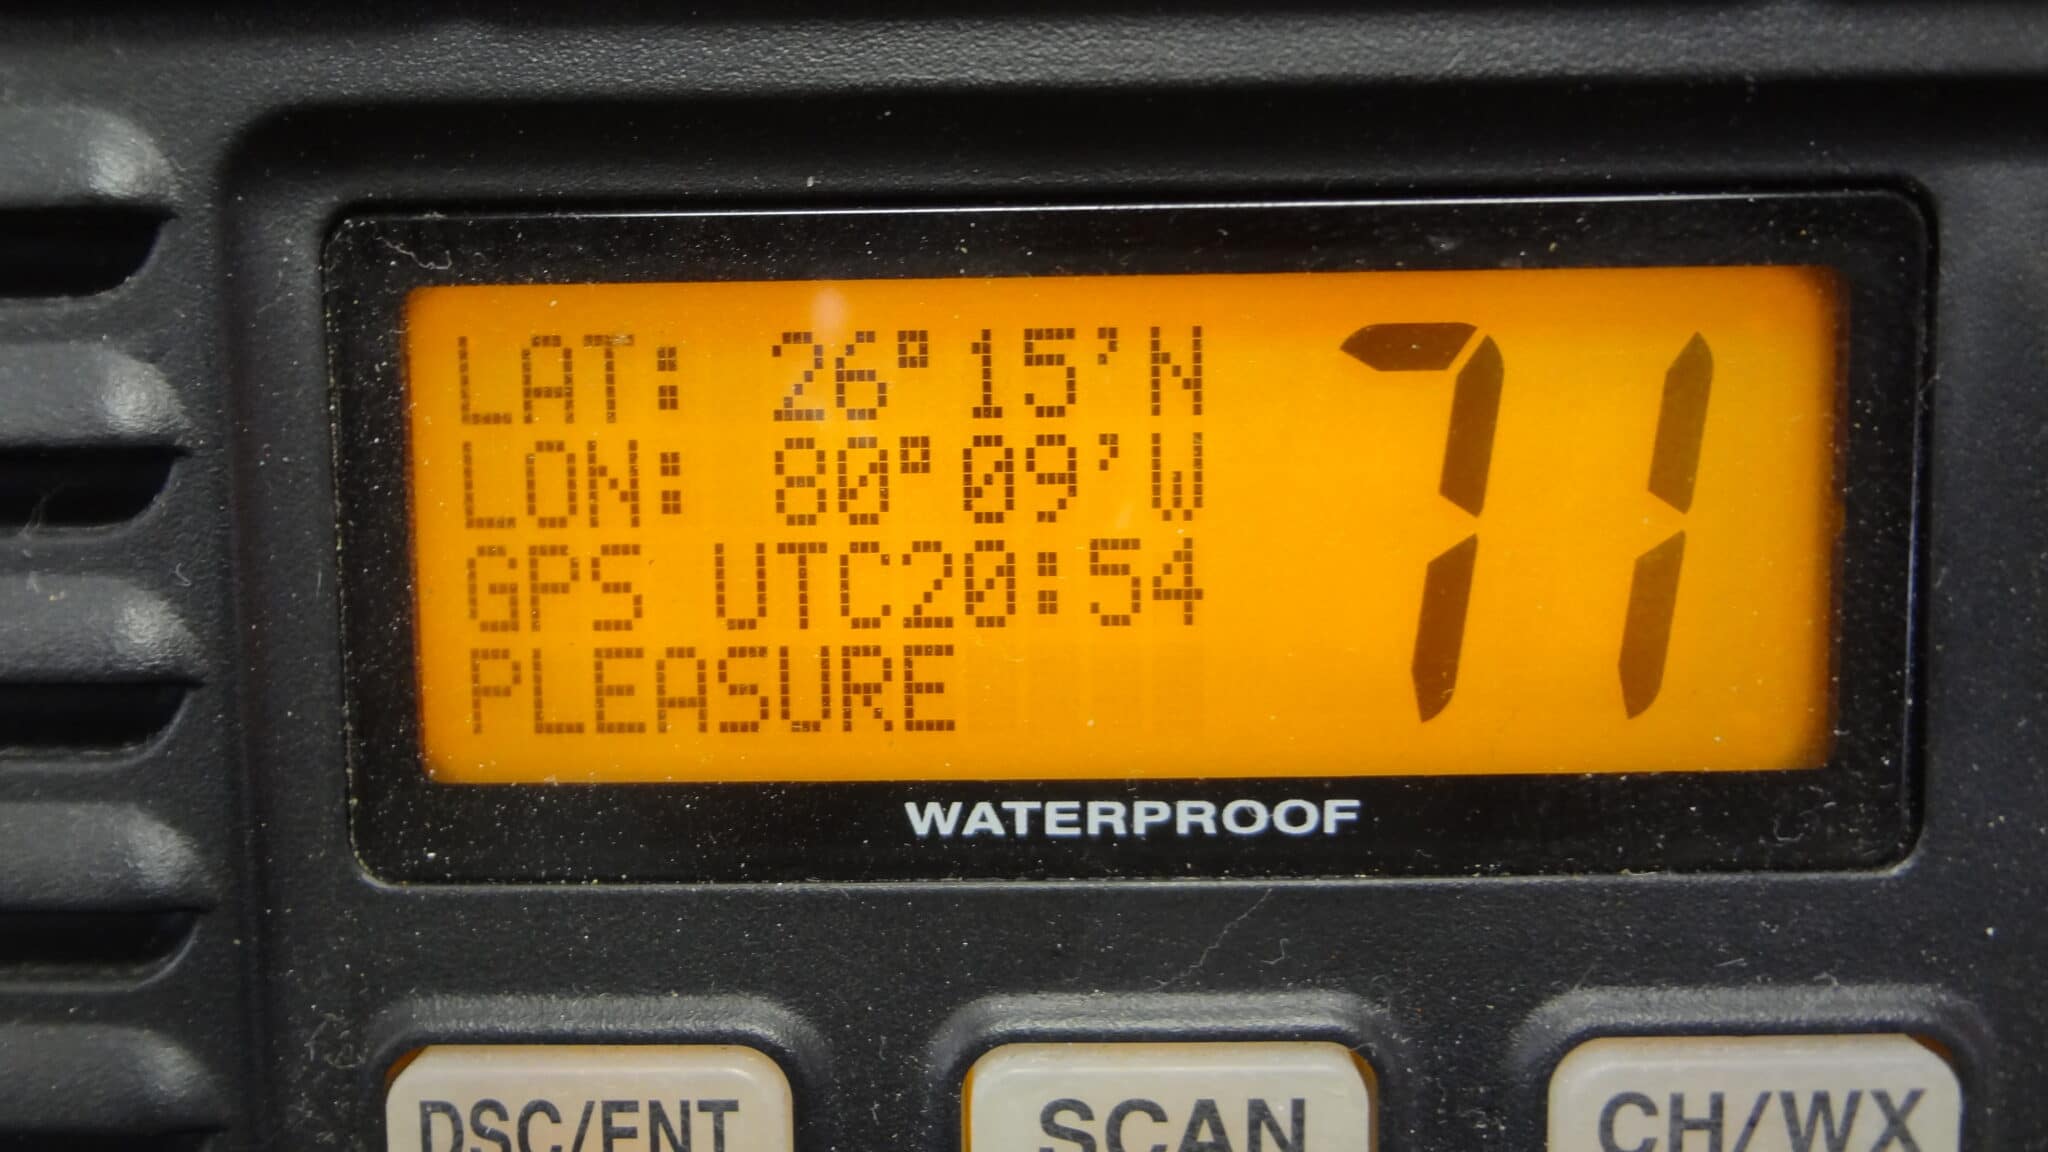 LAT: 26°15'N
LON: 80°09'W
GPS UTC20:54
PLEASURE
71
WATERPROOF
DSC/ENT
SCAN
CH/WX